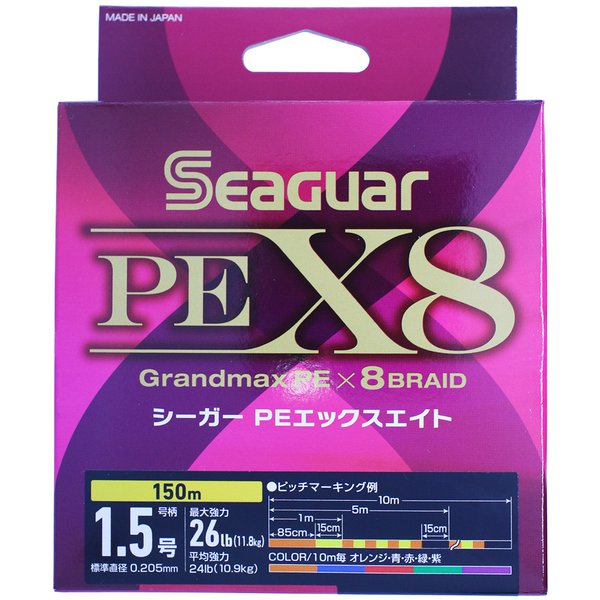 MADE IN JAPAN
SEAGUAR
PE X8
Grandmax PE×8BRAID
シーガー PEエックスエイト
150m
1.5 号柄 号
標準直径 0.205mm
最大強力
26lb(11.8kg)
平均強力
24lb(10.9kg)
●ピッチマーキング例
10m
5m
1m
85cm 15cm 15cm
COLOR/10m毎 オレンジ・青・赤・緑・紫